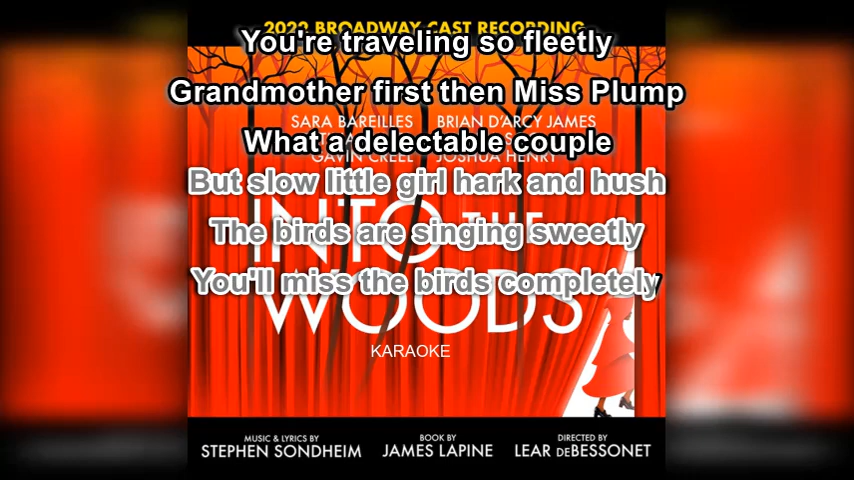 2022 BROADWAY CAST RECORDING
You're traveling so fleetly
Grandmother first then Miss Plump
SARA BAREILLES BRIAN D'ARCY JAMES
What a delectable couple
GAVIN CREEL JOSHUA HENRY
But slow little girl hark and hush
INTO THE
The birds are singing sweetly
You'll miss the birds completely
WOODS
KARAOKE
MUSIC & LYRICS BY BOOK BY DIRECTED BY
STEPHEN SONDHEIM JAMES LAPINE LEAR DEBESSONET